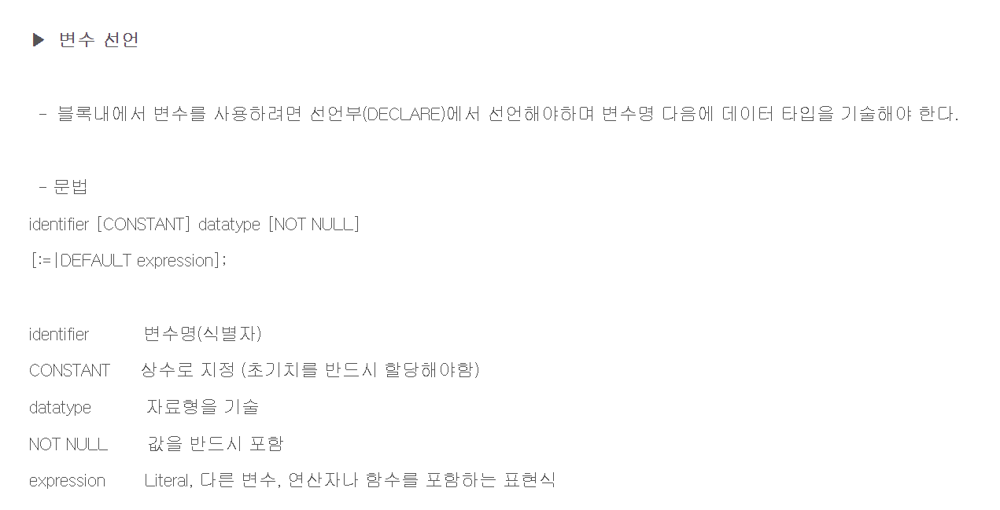 ▶ 변수 선언
- 블록내에서 변수를 사용하려면 선언부(DECLARE)에서 선언해야하며 변수명 다음에 데이터 타입을 기술해야 한다.
- 문법
identifier [CONSTANT] datatype [NOT NULL]
[:=|DEFAULT expression];
identifier 변수명(식별자)
CONSTANT 상수로 지정 (초기치를 반드시 할당해야함)
datatype 자료형을 기술
NOT NULL 값을 반드시 포함
expression Literal, 다른 변수, 연산자나 함수를 포함하는 표현식